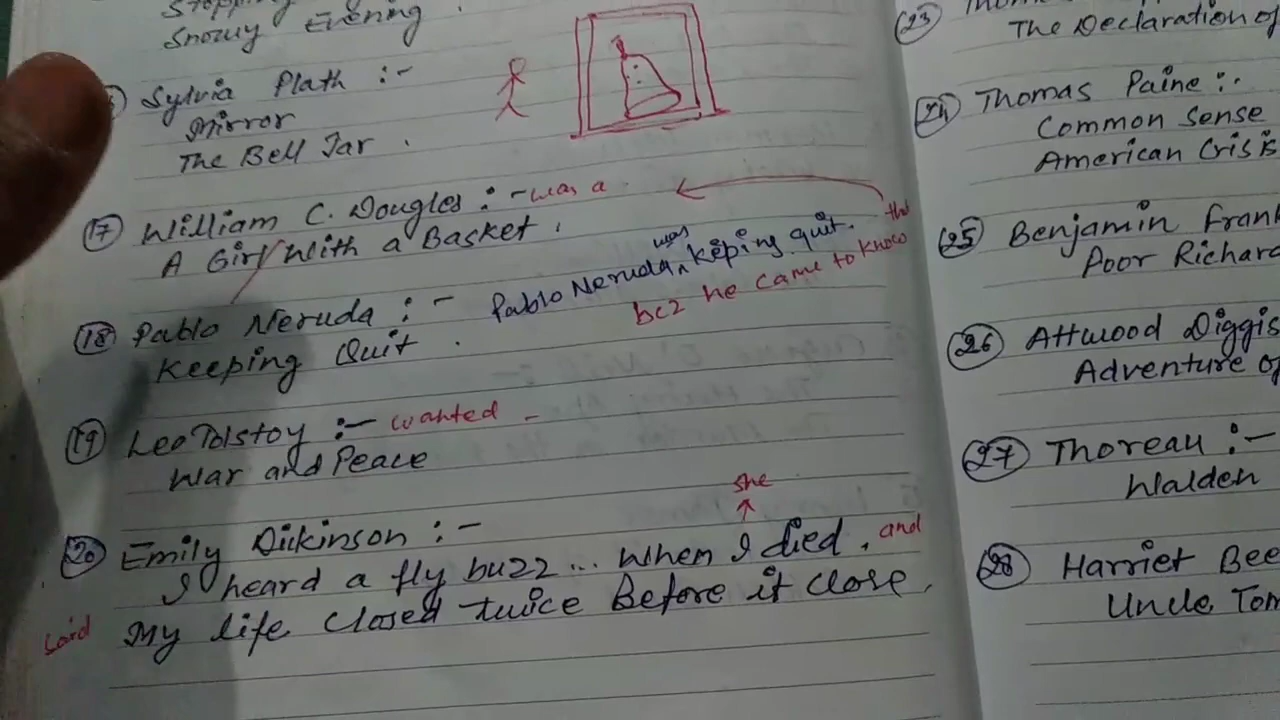 Stopping
Snowy Evening .
Sylvia Plath :-
Mirror
The Bell Jar .
17 William C. Dougles : - was a
A Girl With a Basket .
18 Pablo Neruda : - Pablo Neruda was keping quit. the
bcz he came to know
Keeping Quit .
19 Leo Tolstoy :- wanted -
War and Peace
she
20 Emily Dickinson : -
I heard a fly buzz ... When I died . and
said My life closed twice Before it close .
23
The Declaration of
24 Thomas Paine :.
Common Sense
American Crisis
25 Benjamin Frank
Poor Richard
26 Attwood Diggis
Adventure of
27 Thoreau :-
Walden
28 Harriet Bee
Uncle Tom